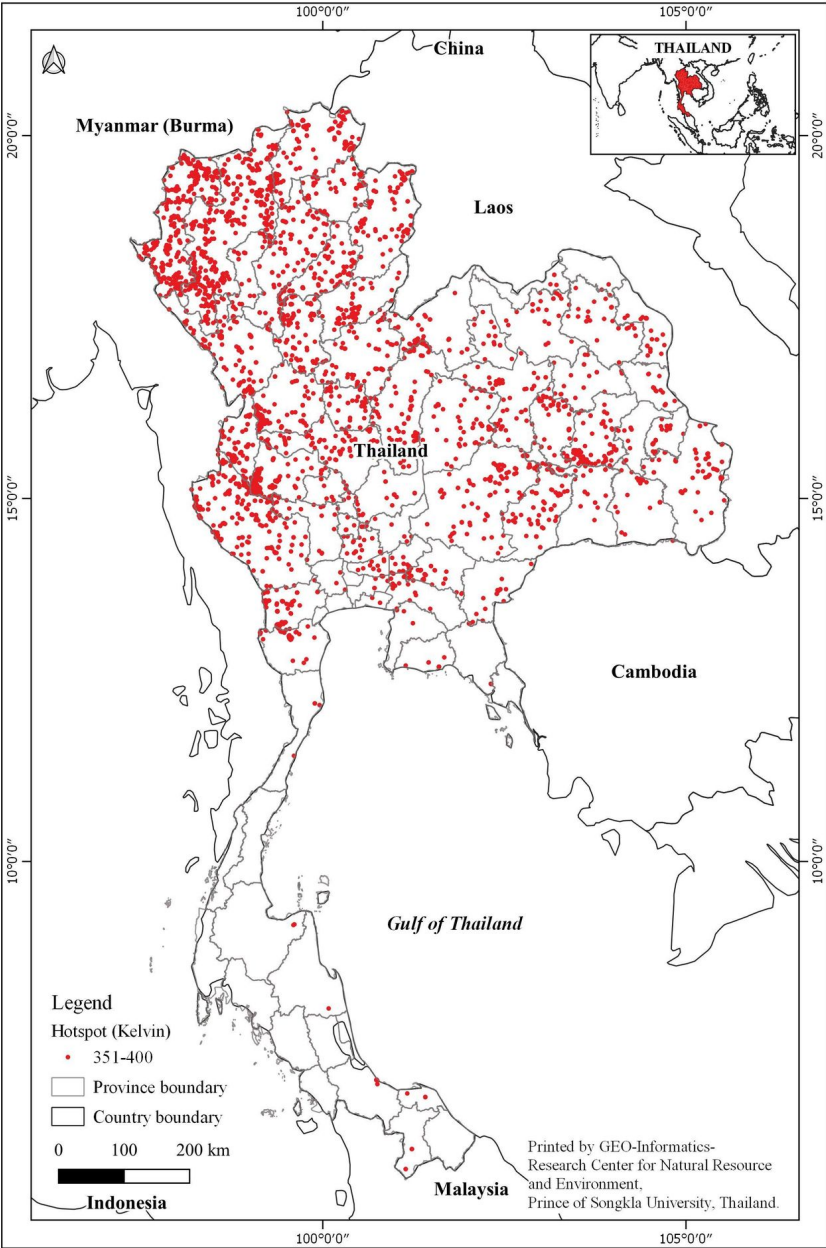 100°0′0″ 105°0′0″
China
THAILAND
Myanmar (Burma)
20°0′0″ 20°0′0″
Laos
Thailand
15°0′0″ 15°0′0″
Cambodia
10°0′0″ 10°0′0″
Gulf of Thailand
Legend
Hotspot (Kelvin)
351-400
Province boundary
Country boundary
0 100 200 km
Indonesia
Malaysia
Printed by GEO-Informatics-
Research Center for Natural Resource
and Environment,
Prince of Songkla University, Thailand.
100°0′0″ 105°0′0″